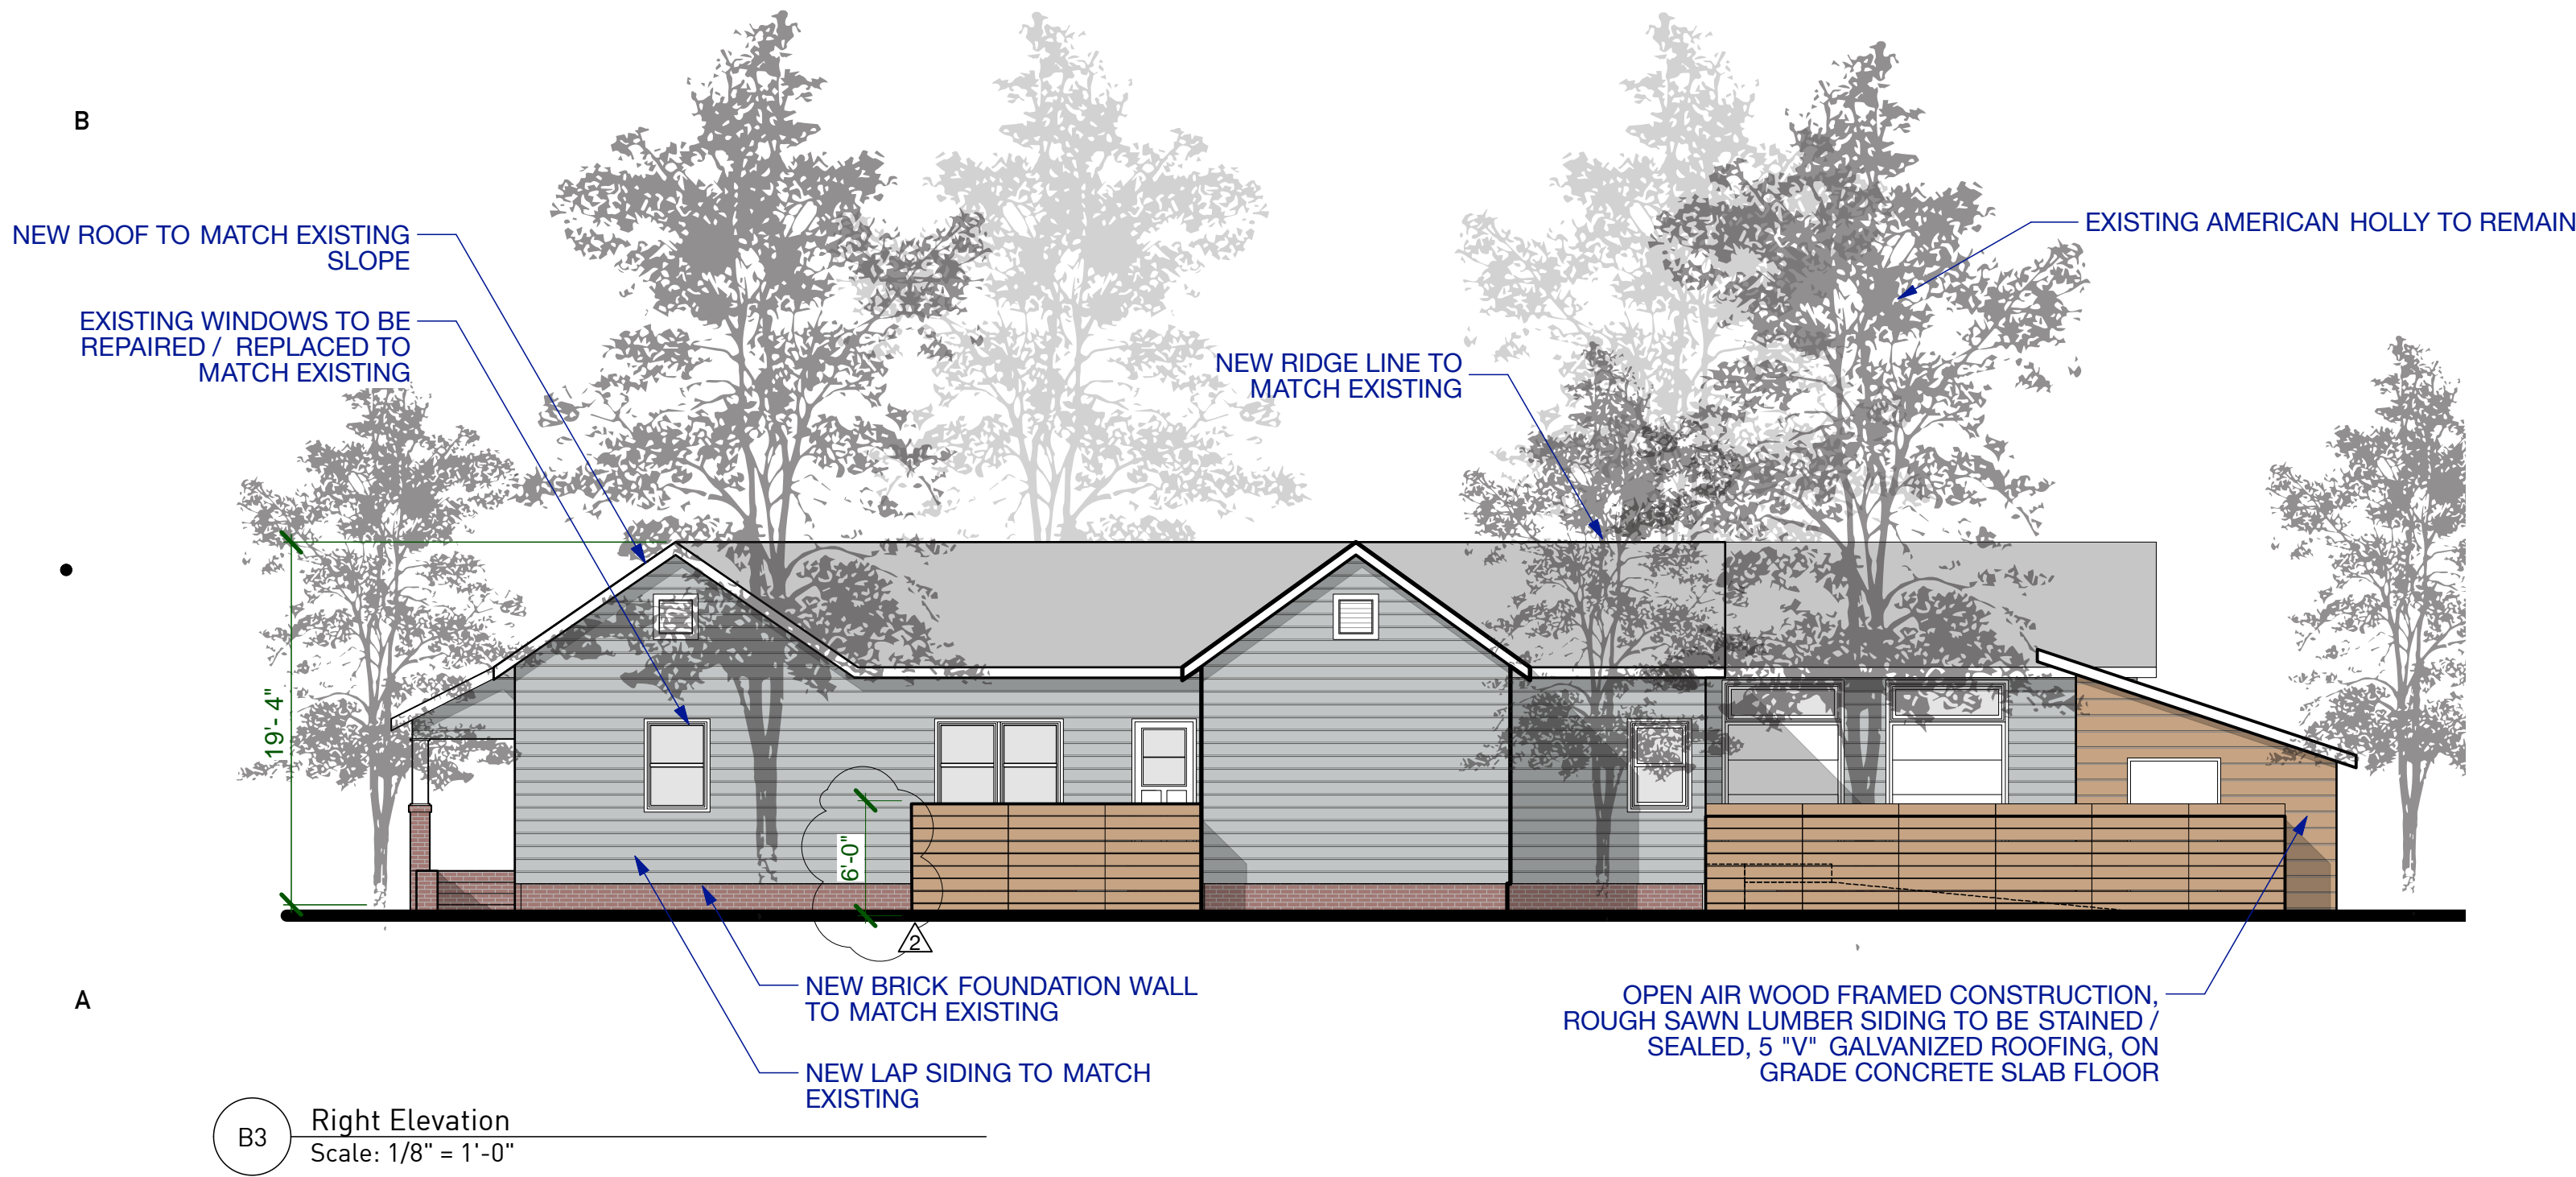 B
NEW ROOF TO MATCH EXISTING
SLOPE
EXISTING AMERICAN HOLLY TO REMAIN
EXISTING WINDOWS TO BE
REPAIRED / REPLACED TO
MATCH EXISTING
NEW RIDGE LINE TO
MATCH EXISTING
19'- 4"
6'-0"
2
A
NEW BRICK FOUNDATION WALL
TO MATCH EXISTING
NEW LAP SIDING TO MATCH
EXISTING
OPEN AIR WOOD FRAMED CONSTRUCTION,
ROUGH SAWN LUMBER SIDING TO BE STAINED /
SEALED, 5 "V" GALVANIZED ROOFING, ON
GRADE CONCRETE SLAB FLOOR
B3
Right Elevation
Scale: 1/8" = 1'-0"